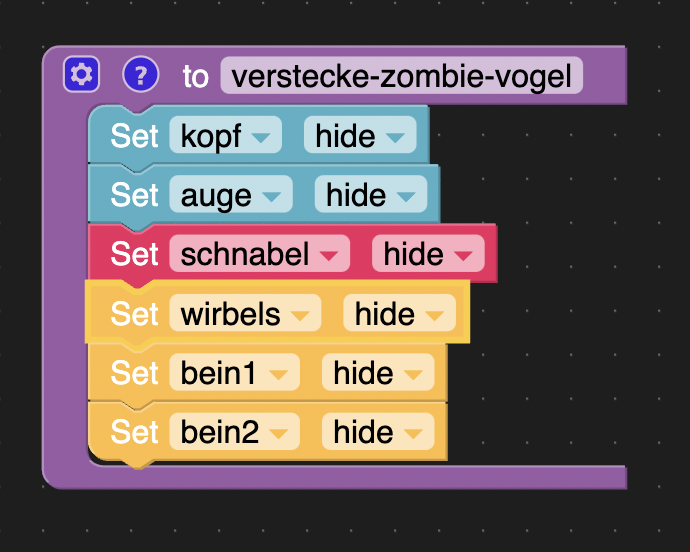 ? to verstecke-zombie-vogel
Set kopf hide
Set auge hide
Set schnabel hide
Set wirbels hide
Set bein1 hide
Set bein2 hide